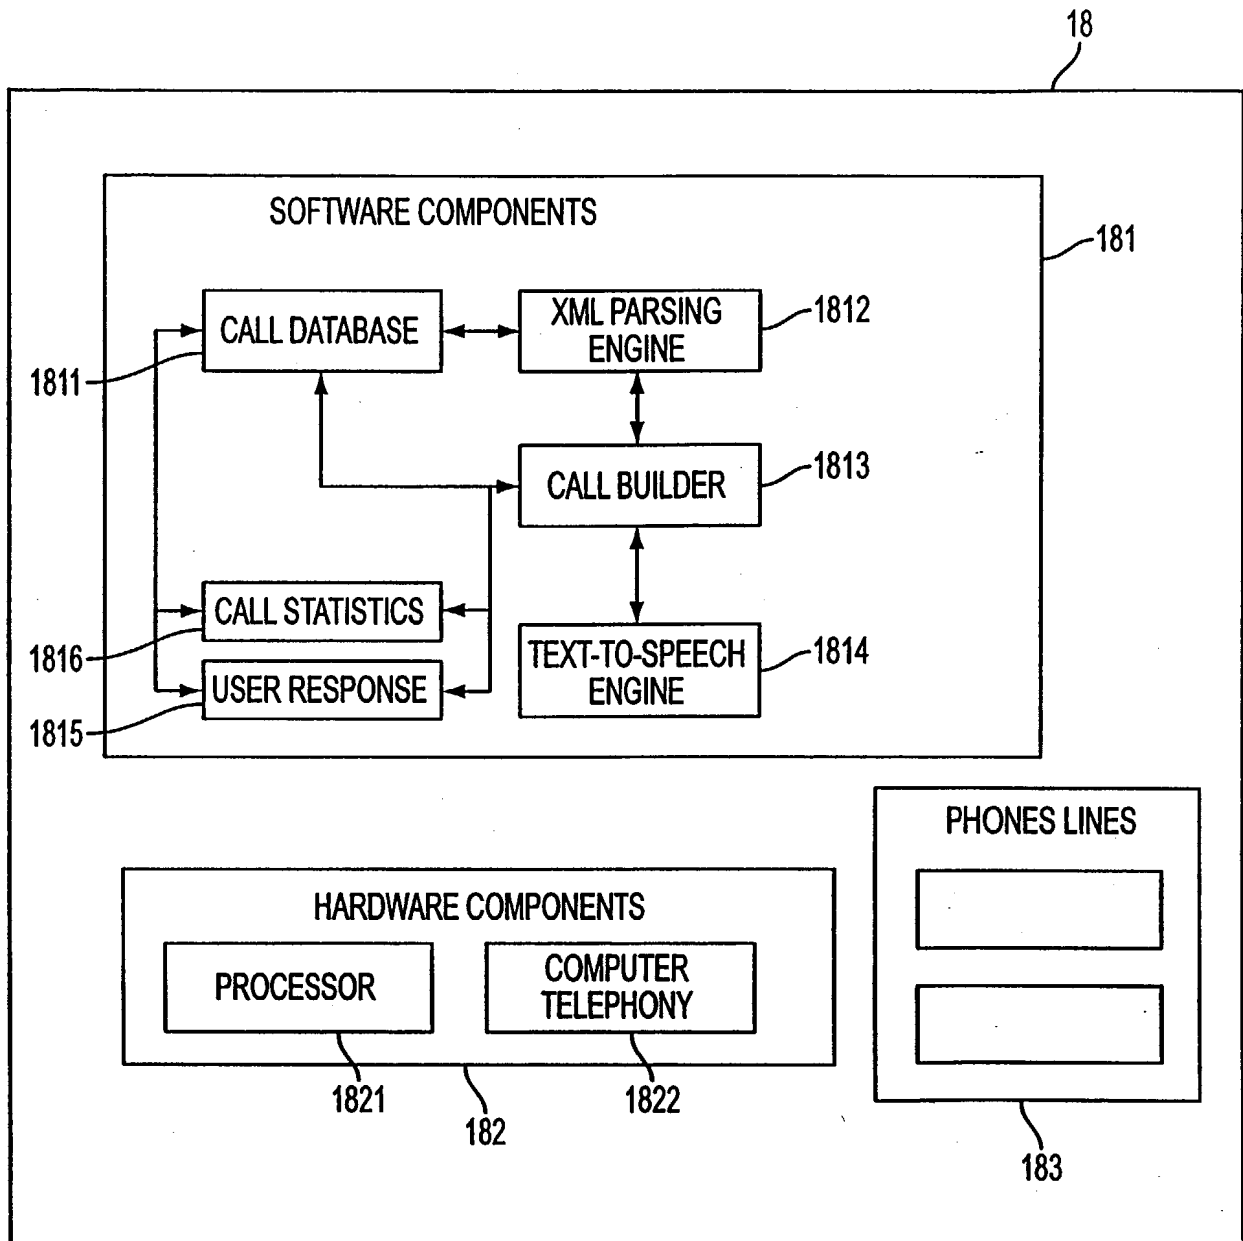 18
SOFTWARE COMPONENTS
181
CALL DATABASE
1811
XML PARSING
ENGINE
1812
CALL BUILDER
1813
CALL STATISTICS
1816
USER RESPONSE
1815
TEXT-TO-SPEECH
ENGINE
1814
PHONES LINES
183
HARDWARE COMPONENTS
PROCESSOR
1821
COMPUTER
TELEPHONY
1822
182